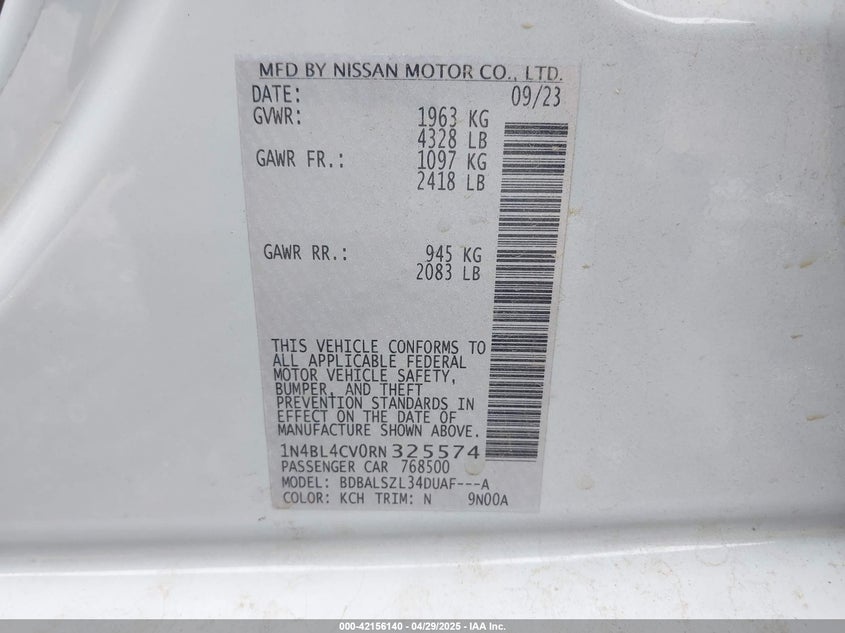 MFD BY NISSAN MOTOR CO., LTD.
DATE: 09/23
GVWR: 1963 KG
4328 LB
GAWR FR.: 1097 KG
2418 LB
GAWR RR.: 945 KG
2083 LB
THIS VEHICLE CONFORMS TO
ALL APPLICABLE FEDERAL
MOTOR VEHICLE SAFETY,
BUMPER, AND THEFT
PREVENTION STANDARDS IN
EFFECT ON THE DATE OF
MANUFACTURE SHOWN ABOVE.
1N4BL4CV0RN325574
PASSENGER CAR 768500
MODEL: BDBALSZL34DUAF---A
COLOR: KCH TRIM: N 9N00A
000-42156140 - 04/29/2025 - IAA Inc.